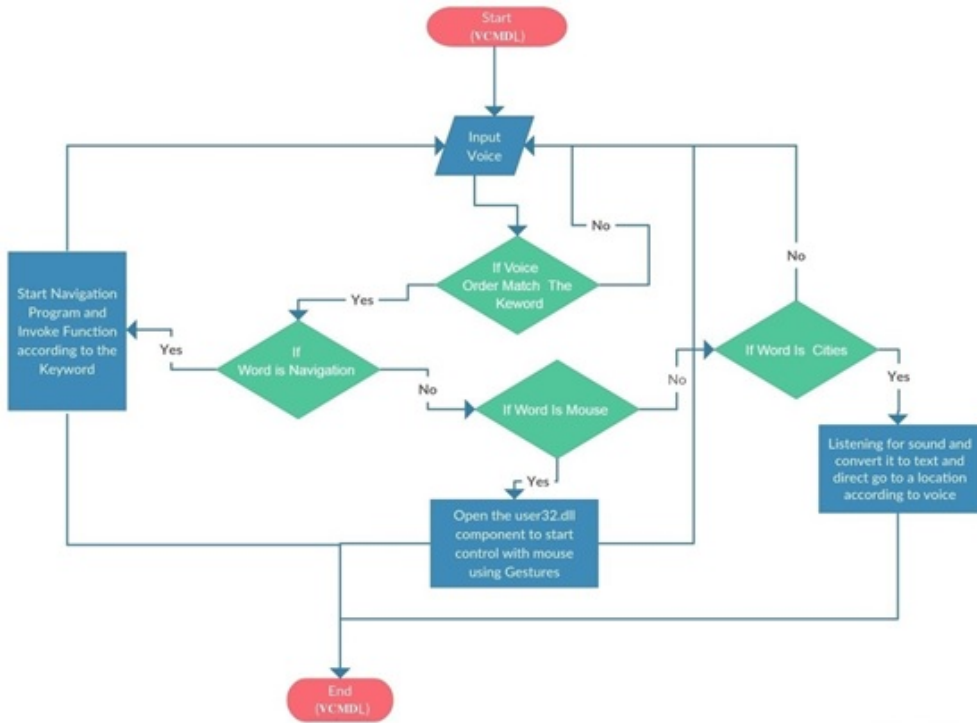 Start
(VCMDL)
Input
Voice
No
If Voice
Order Match The
Keword
Yes
No
Start Navigation
Program and
Invoke Function
according to the
Keyword
Yes
If
Word is Navigation
No
If Word Is Mouse
No
If Word Is Cities
Yes
Yes
Listening for sound and
convert it to text and
direct go to a location
according to voice
Open the user32.dll
component to start
control with mouse
using Gestures
End
(VCMDL)